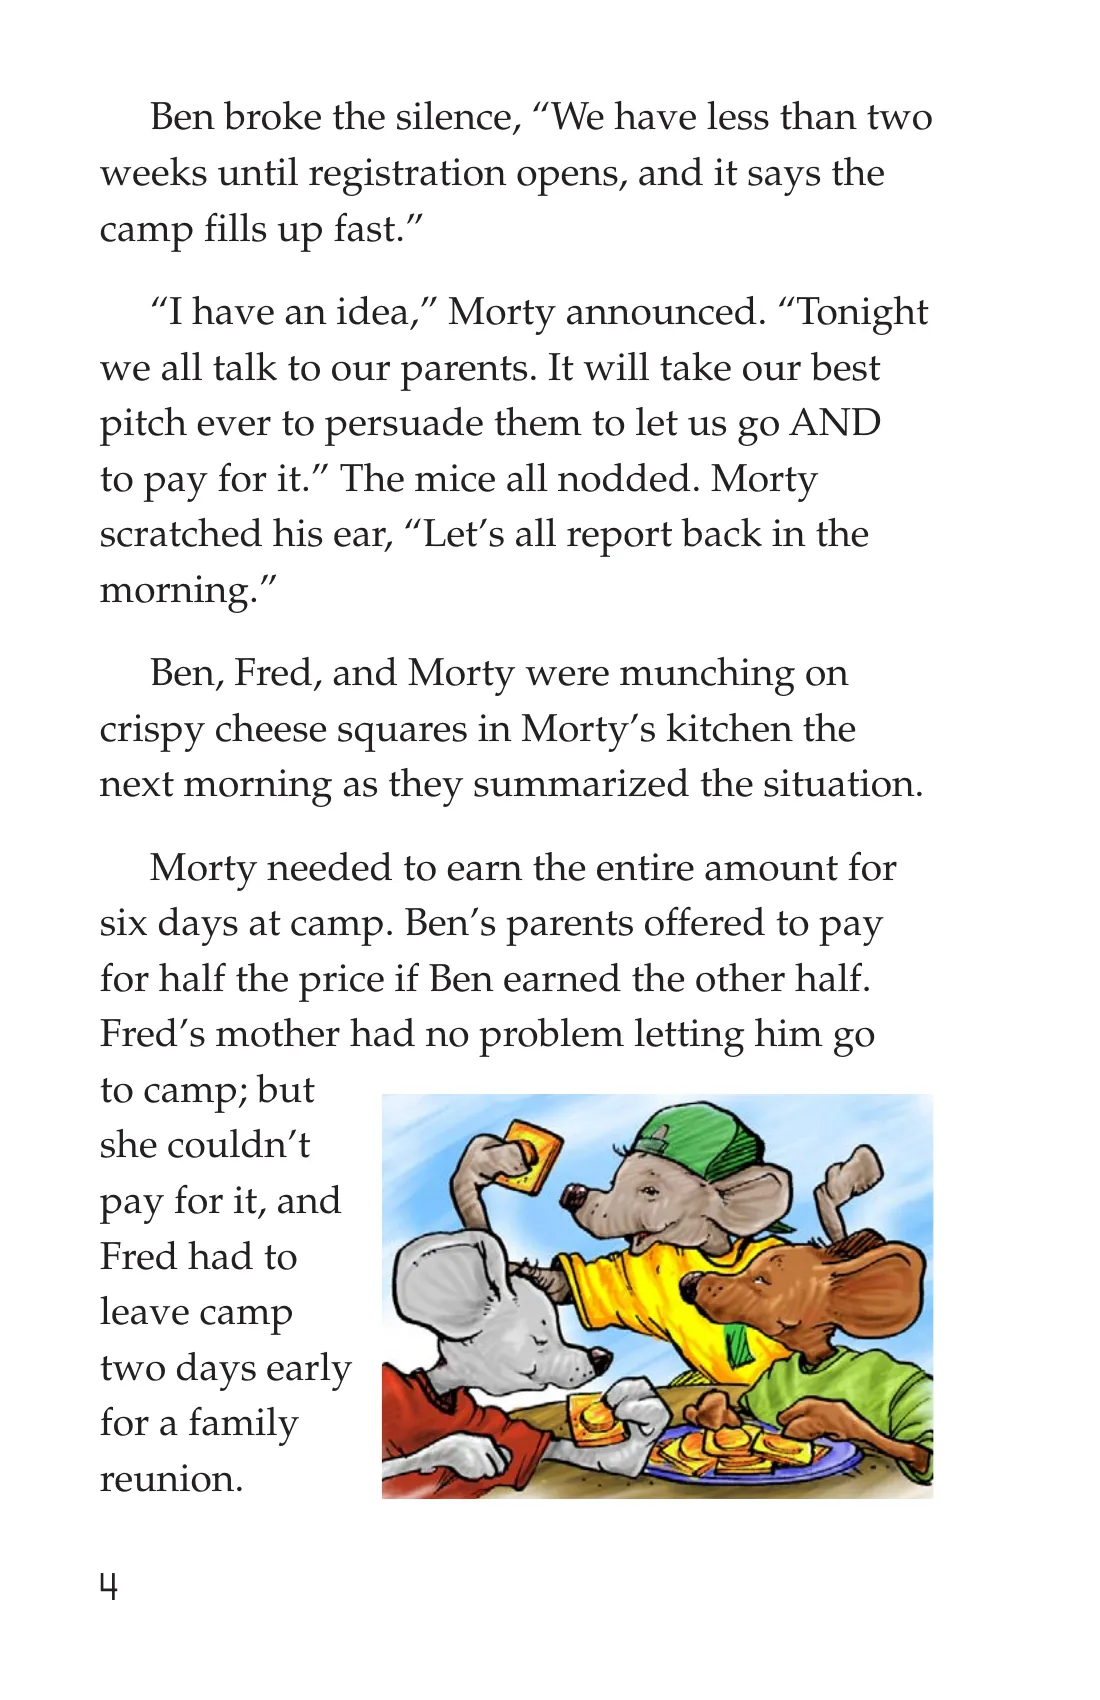 Ben broke the silence, “We have less than two
weeks until registration opens, and it says the
camp fills up fast.”
“I have an idea,” Morty announced. “Tonight
we all talk to our parents. It will take our best
pitch ever to persuade them to let us go AND
to pay for it.” The mice all nodded. Morty
scratched his ear, “Let’s all report back in the
morning.”
Ben, Fred, and Morty were munching on
crispy cheese squares in Morty’s kitchen the
next morning as they summarized the situation.
Morty needed to earn the entire amount for
six days at camp. Ben’s parents offered to pay
for half the price if Ben earned the other half.
Fred’s mother had no problem letting him go
to camp; but
she couldn’t
pay for it, and
Fred had to
leave camp
two days early
for a family
reunion.
4